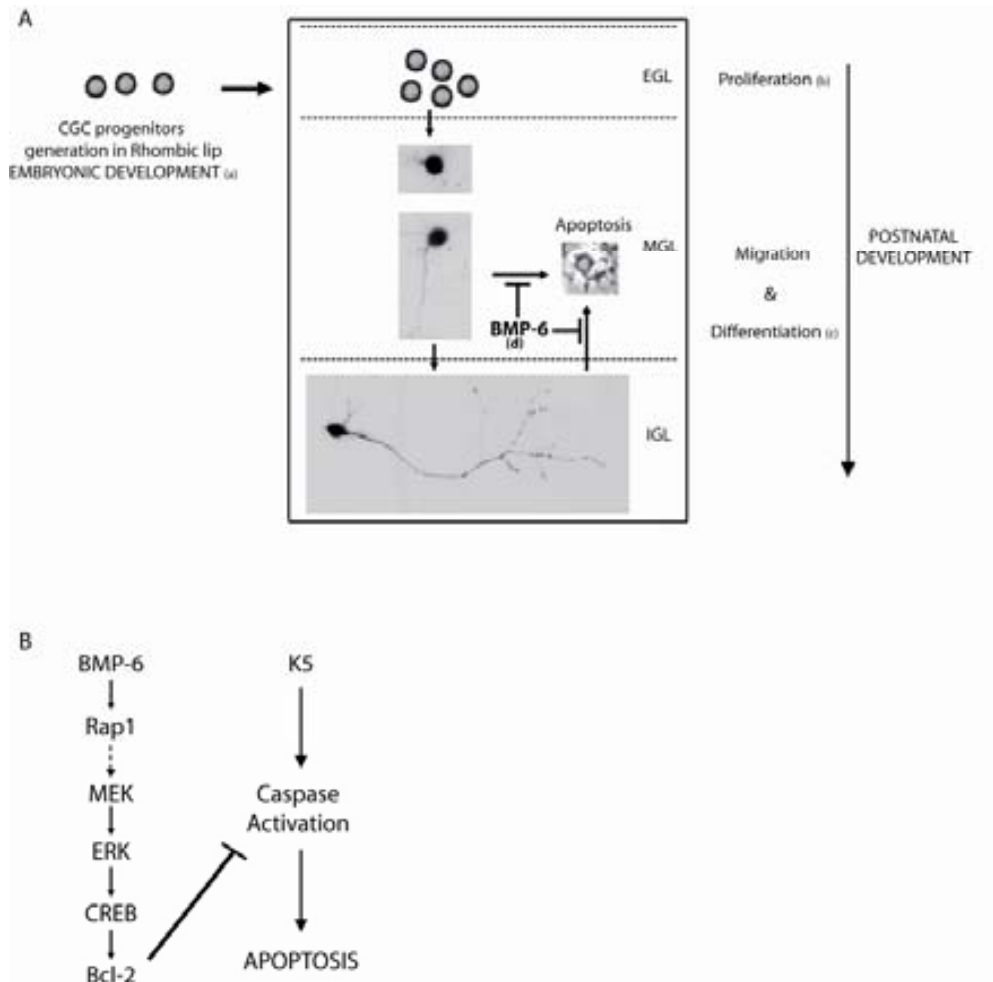 A
CGC progenitors
generation in Rhombic lip
EMBRYONIC DEVELOPMENT (a)
EGL
Proliferation (b)
Apoptosis
MGL
BMP-6
(d)
Migration
&
Differentiation (c)
POSTNATAL
DEVELOPMENT
IGL
B
BMP-6
Rap1
MEK
ERK
CREB
Bcl-2
K5
Caspase
Activation
APOPTOSIS